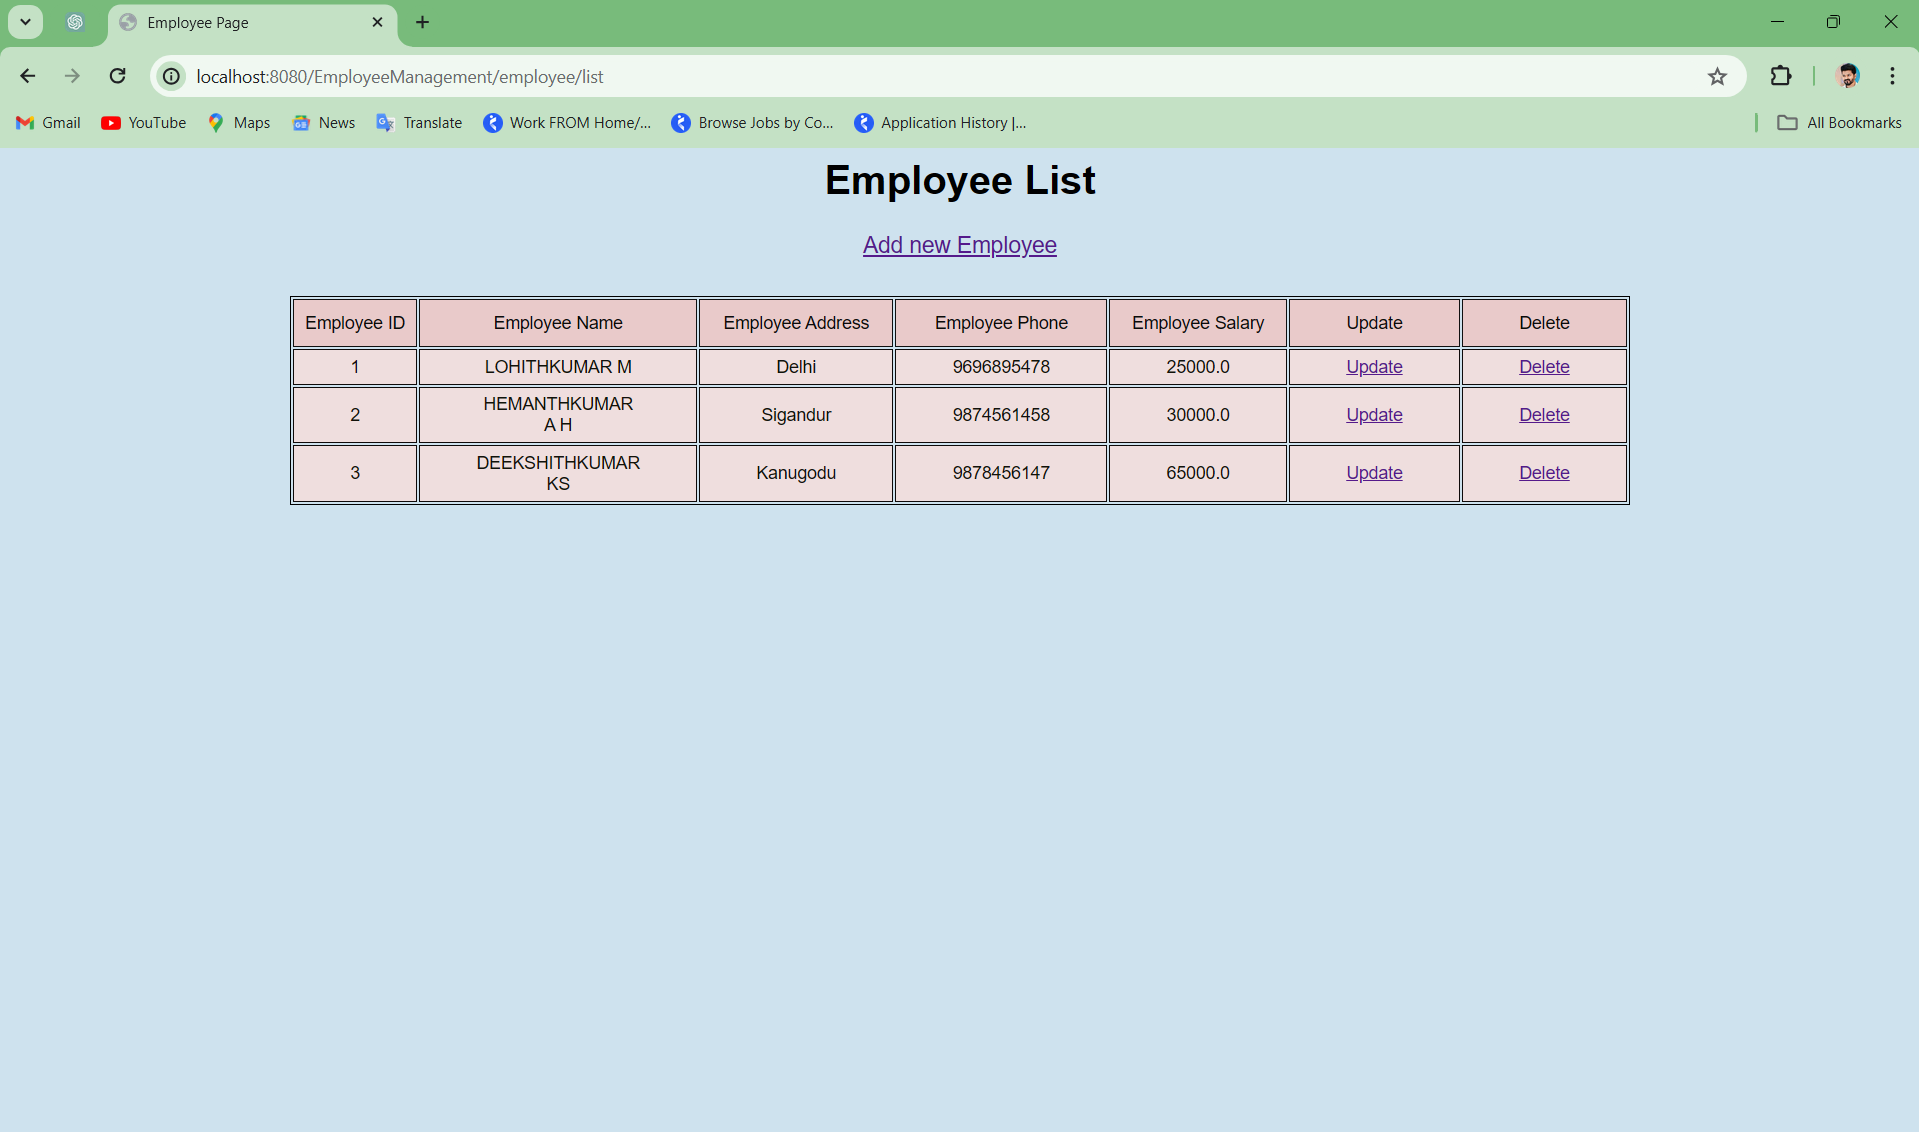 Employee Page
localhost:8080/EmployeeManagement/employee/list
Gmail YouTube Maps News Translate Work FROM Home/... Browse Jobs by Co... Application History |... All Bookmarks
Employee List
Add new Employee
Employee ID Employee Name Employee Address Employee Phone Employee Salary Update Delete
1 LOHITHKUMAR M Delhi 9696895478 25000.0 Update Delete
2 HEMANTHKUMAR A H Sigandur 9874561458 30000.0 Update Delete
3 DEEKSHITHKUMAR KS Kanugodu 9878456147 65000.0 Update Delete